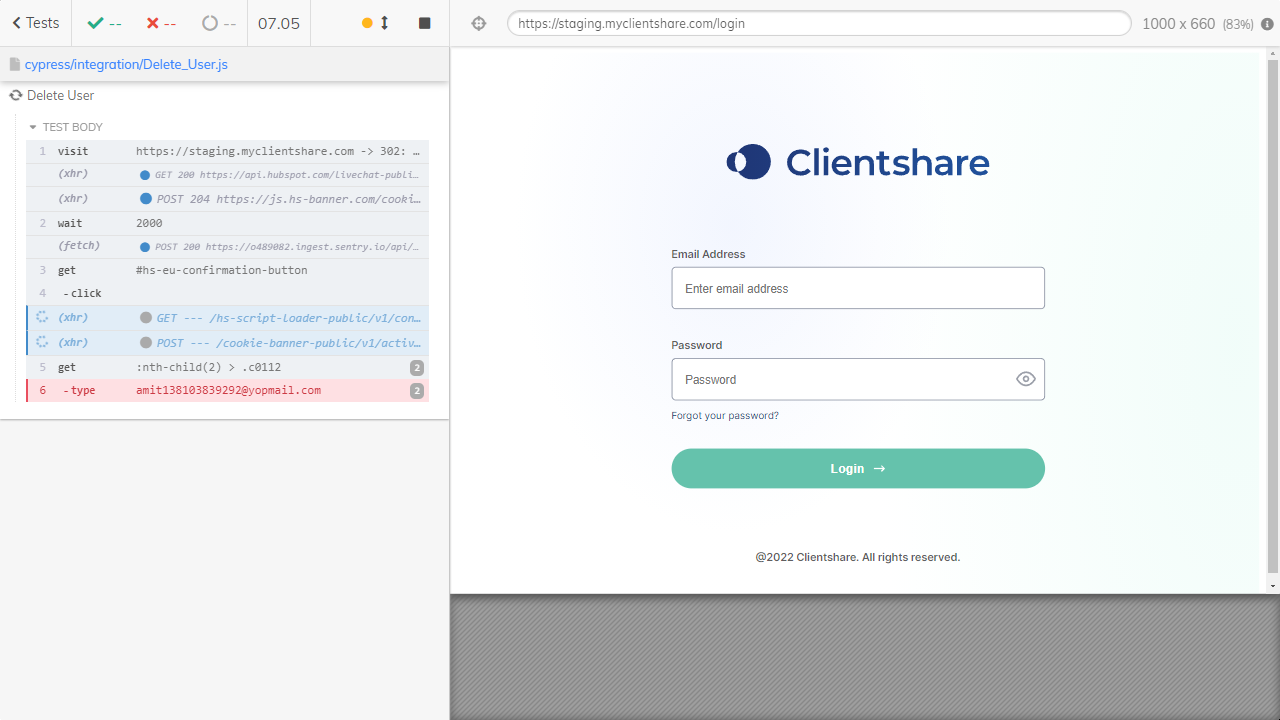 Tests -- -- -- 07.05
https://staging.myclientshare.com/login
1000 x 660 (83%)
cypress/integration/Delete_User.js
Delete User
TEST BODY
1 visit https://staging.myclientshare.com -> 302: …
(xhr) GET 200 https://api.hubspot.com/livechat-publi…
(xhr) POST 204 https://js.hs-banner.com/cooki…
2 wait 2000
(fetch) POST 200 https://o489082.ingest.sentry.io/api/…
3 get #hs-eu-confirmation-button
4 -click
(xhr) GET --- /hs-script-loader-public/v1/con…
(xhr) POST --- /cookie-banner-public/v1/activ…
5 get :nth-child(2) > .c0112 2
6 -type amit138103839292@yopmail.com 2
Clientshare
Email Address
Enter email address
Password
Password
Forgot your password?
Login →
@2022 Clientshare. All rights reserved.